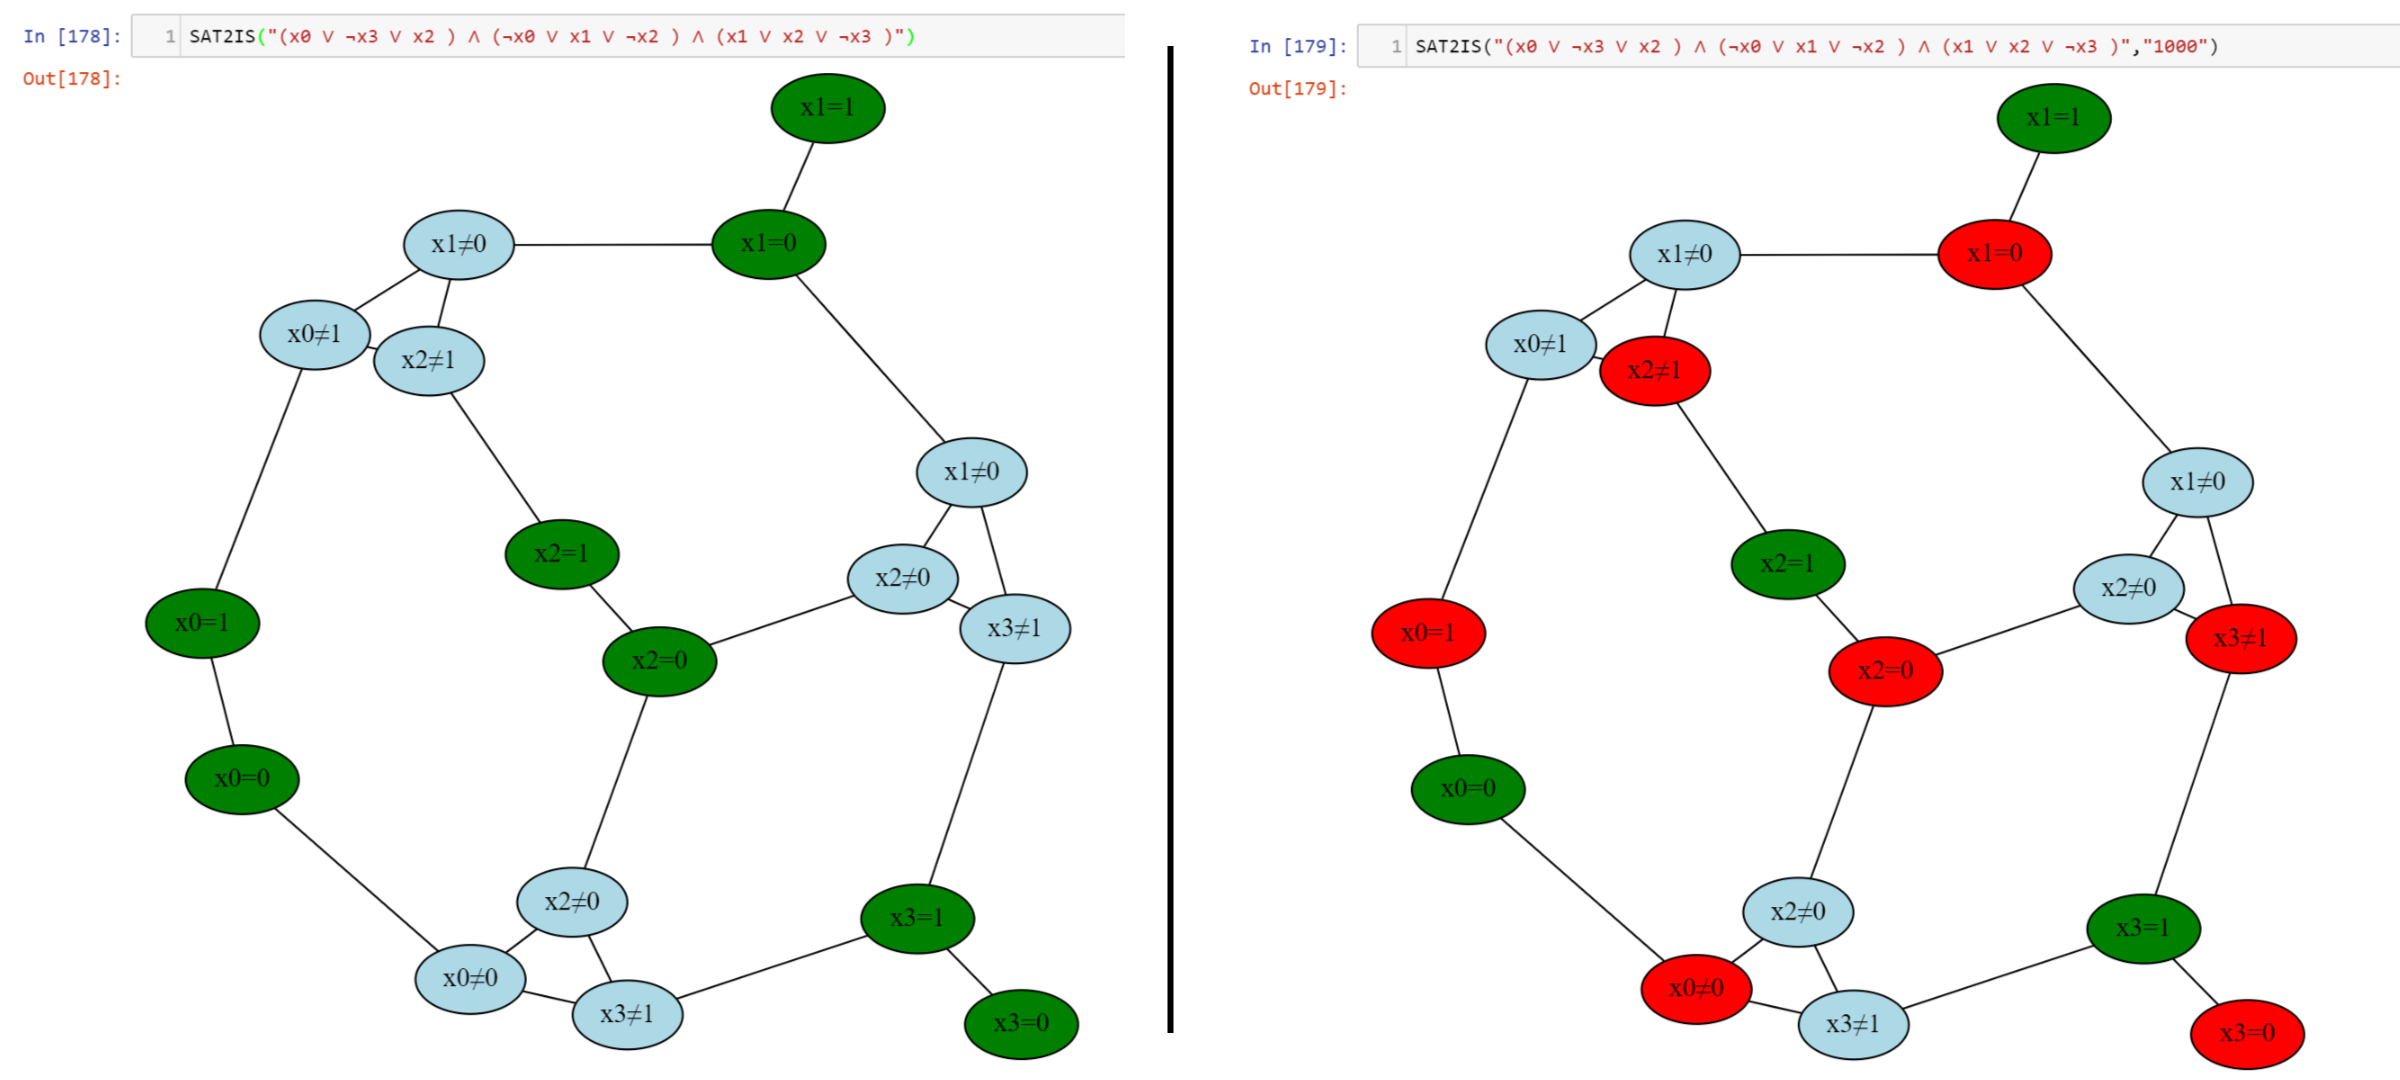 In [178]: 1 SAT2IS("(x0 ∨ ¬x3 ∨ x2 ) ∧ (¬x0 ∨ x1 ∨ ¬x2 ) ∧ (x1 ∨ x2 ∨ ¬x3 )")
Out[178]:
x1=1
x1≠0
x1=0
x0≠1
x2≠1
x1≠0
x2=1
x2≠0
x0=1
x3≠1
x2=0
x0=0
x2≠0
x3=1
x0≠0
x3≠1
x3=0
In [179]: 1 SAT2IS("(x0 ∨ ¬x3 ∨ x2 ) ∧ (¬x0 ∨ x1 ∨ ¬x2 ) ∧ (x1 ∨ x2 ∨ ¬x3 )","1000")
Out[179]:
x1=1
x1≠0
x1=0
x0≠1
x2≠1
x1≠0
x2=1
x2≠0
x0=1
x3≠1
x2=0
x0=0
x2≠0
x3=1
x0≠0
x3≠1
x3=0